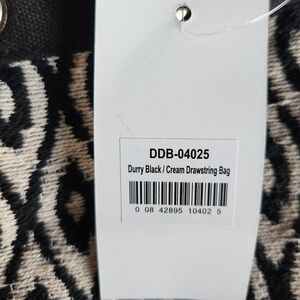 DDB-04025
Durry Black / Cream Drawstring Bag
0 08 42895 10402 5